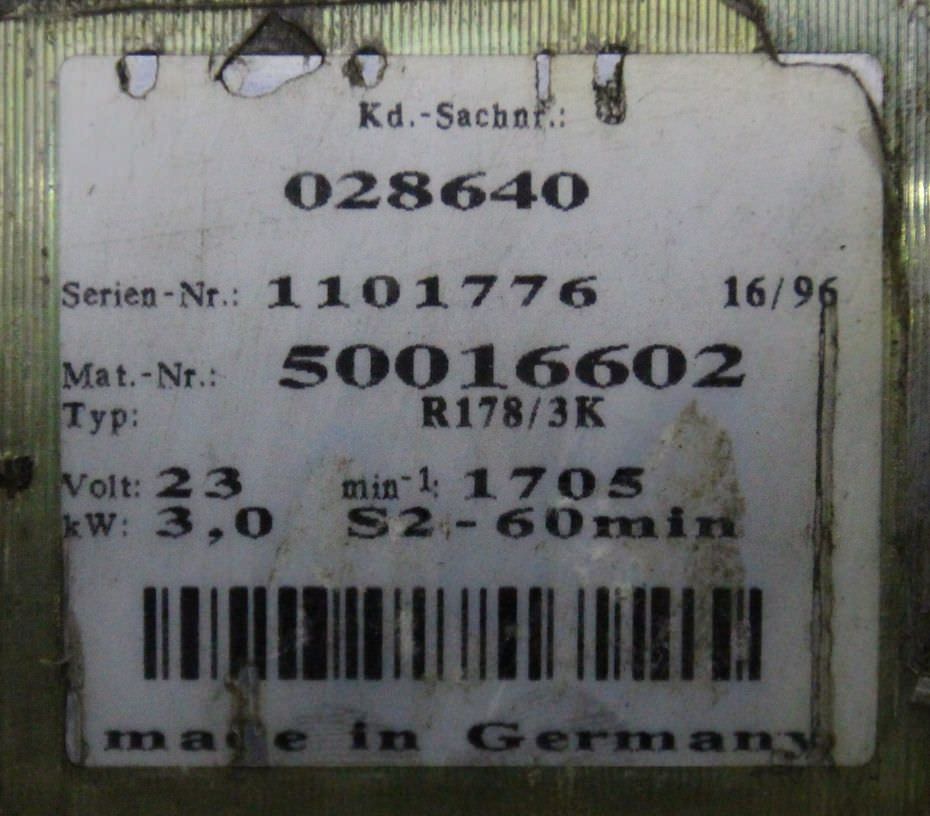 Kd.-Sachnr.:
028640
Serien-Nr.: 1101776 16/96
Mat.-Nr.: 50016602
Typ: R178/3K
Volt: 23 min-1: 1705
kW: 3,0 S2-60min
made in Germany